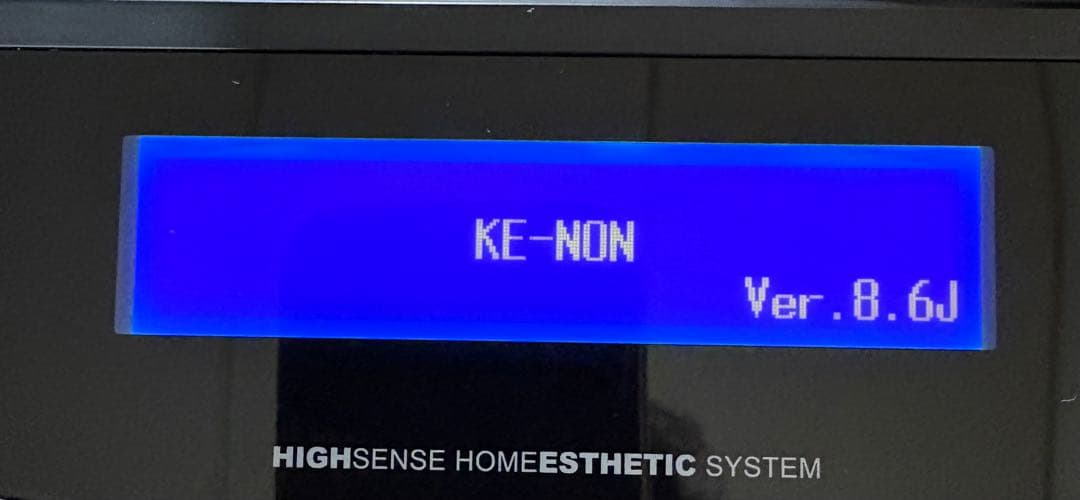 KE-NON
Ver.8.6J
HIGHSENSE HOMEESTHETIC SYSTEM